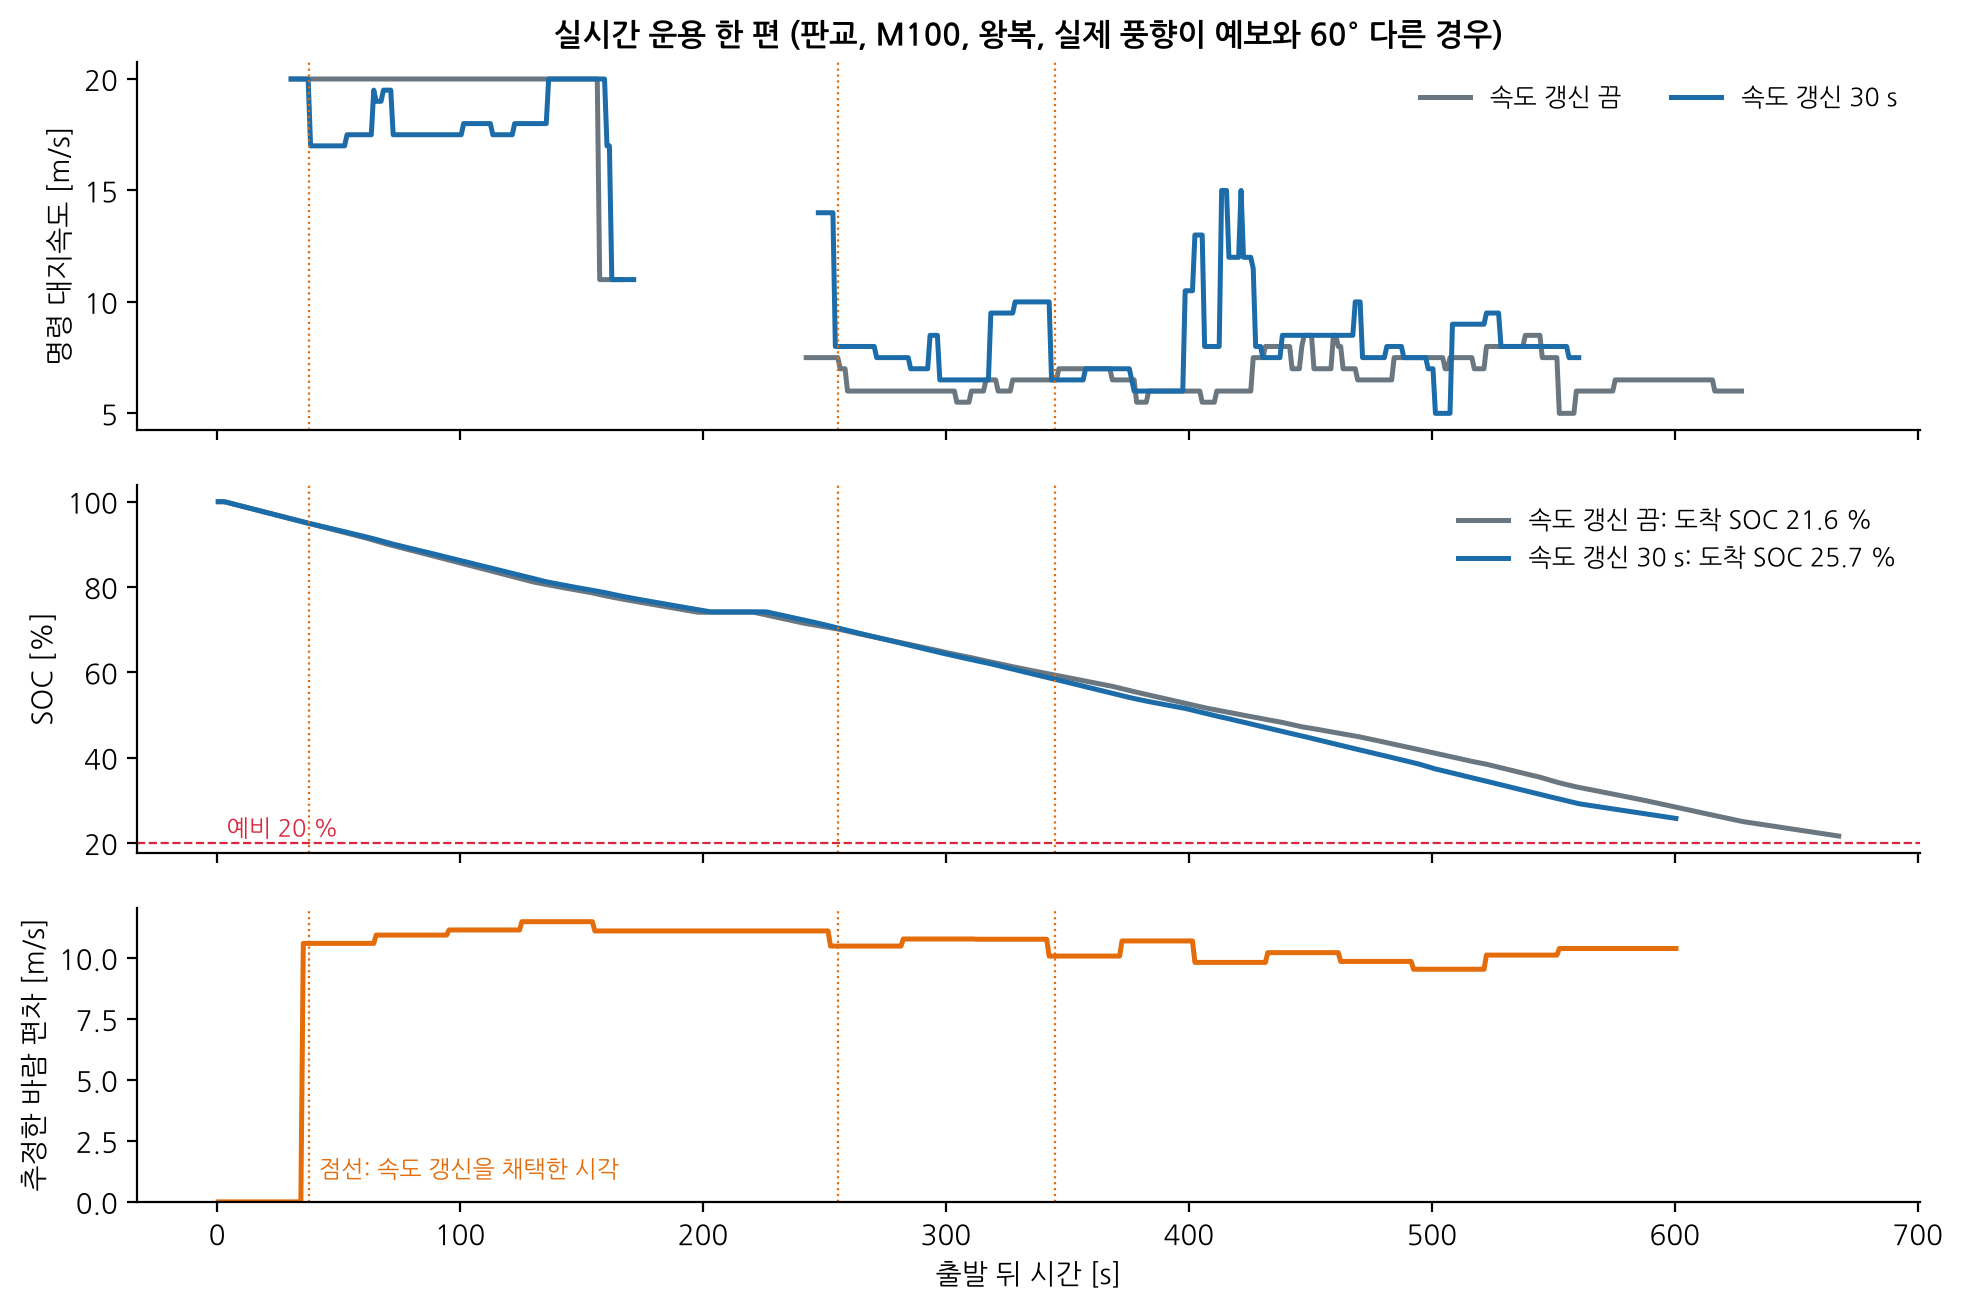 실시간 운용 한 편 (판교, M100, 왕복, 실제 풍향이 예보와 60° 다른 경우)
명령 대지속도 [m/s]
20
15
10
5
속도 갱신 끔
속도 갱신 30 s
SOC [%]
100
80
60
40
20
속도 갱신 끔: 도착 SOC 21.6 %
속도 갱신 30 s: 도착 SOC 25.7 %
예비 20 %
추정한 바람 편차 [m/s]
10.0
7.5
5.0
2.5
0.0
점선: 속도 갱신을 채택한 시각
0 100 200 300 400 500 600 700
출발 뒤 시간 [s]